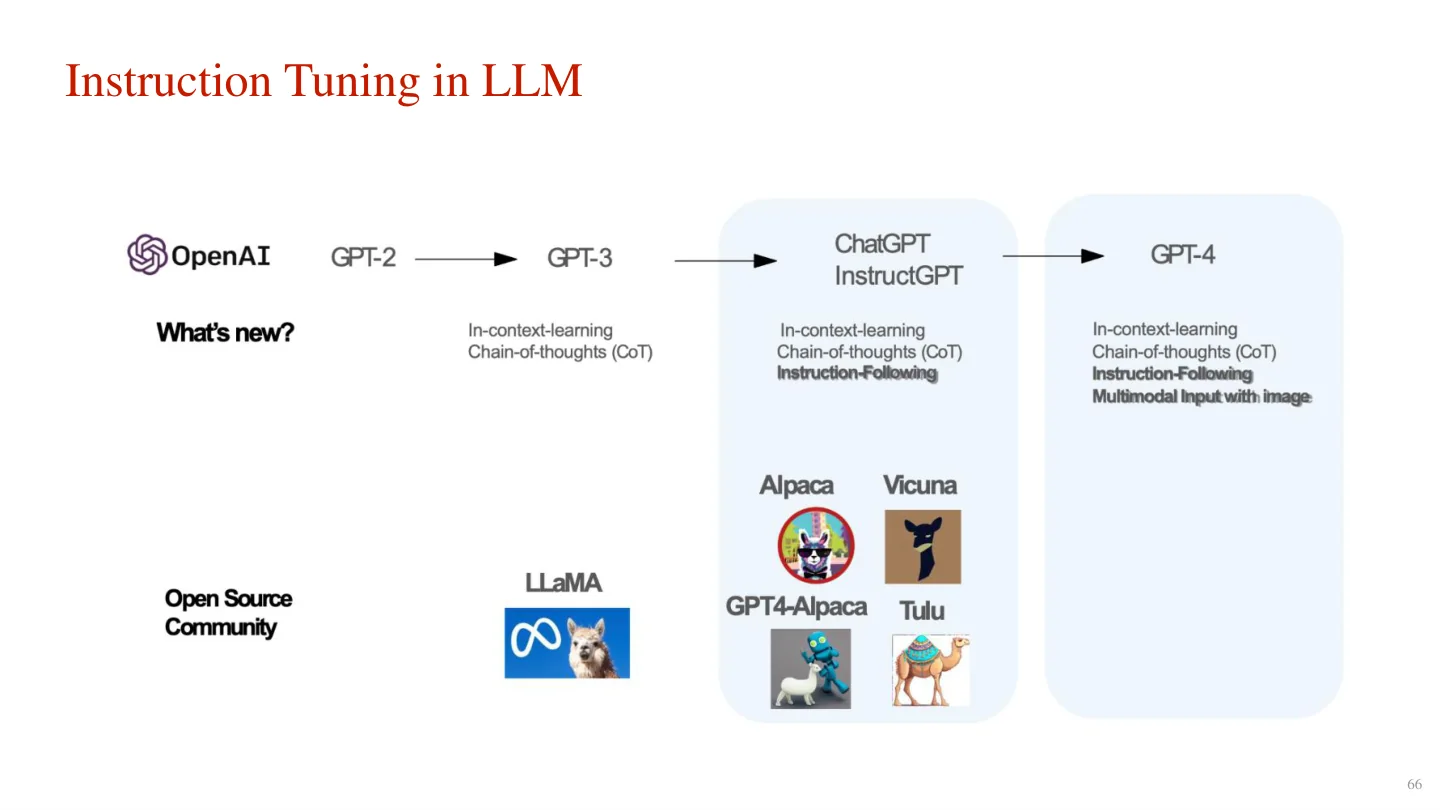 Instruction Tuning in LLM
OpenAI
GPT-2
GPT-3
ChatGPT
InstructGPT
GPT-4
What's new?
In-context-learning
Chain-of-thoughts (CoT)
In-context-learning
Chain-of-thoughts (CoT)
Instruction-Following
In-context-learning
Chain-of-thoughts (CoT)
Instruction-Following
Multimodal Input with image
Open Source
Community
LLaMA
Alpaca
Vicuna
GPT4-Alpaca
Tulu
66